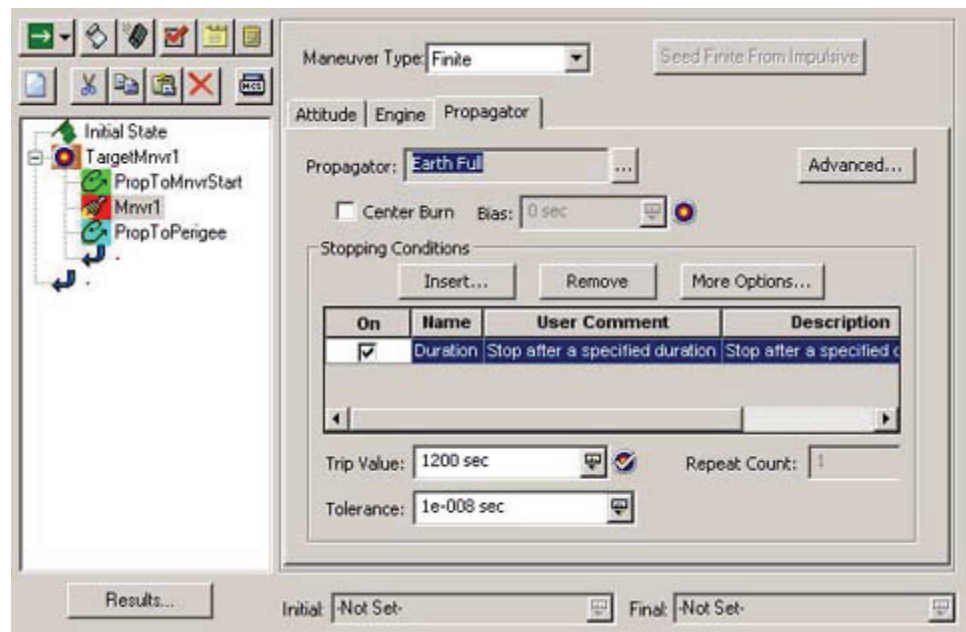 Maneuver Type: Finite
Seed Finite From Impulsive
Attitude Engine Propagator
Initial State
TargetMnvr1
PropToMnvrStart
Mnvr1
PropToPerigee
.
.
Propagator: Earth Full ... Advanced...
Center Burn Bias: 0 sec
Stopping Conditions
Insert... Remove More Options...
On Name User Comment Description
Duration Stop after a specified duration Stop after a specified
Trip Value: 1200 sec Repeat Count: 1
Tolerance: 1e-008 sec
Results...
Initial: -Not Set- Final: -Not Set-